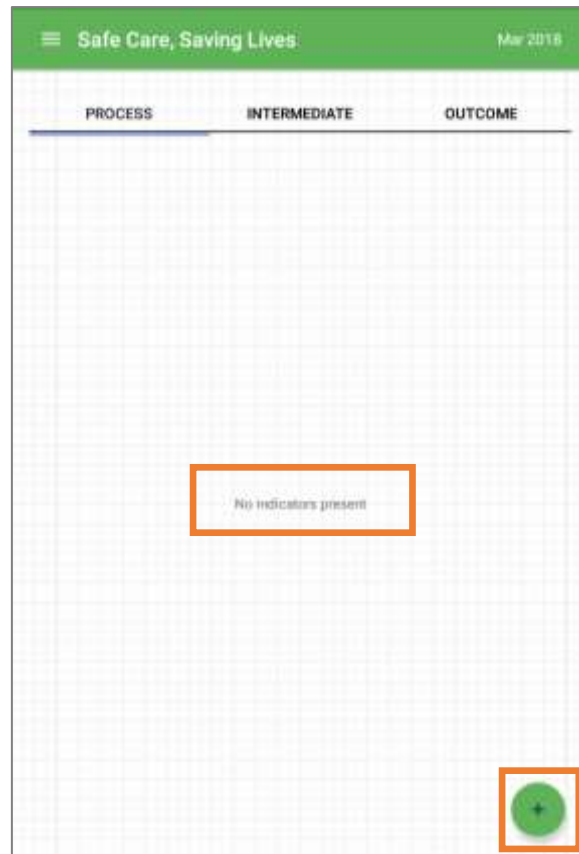 Safe Care, Saving Lives Mar 2018
PROCESS INTERMEDIATE OUTCOME
No indicators present
+